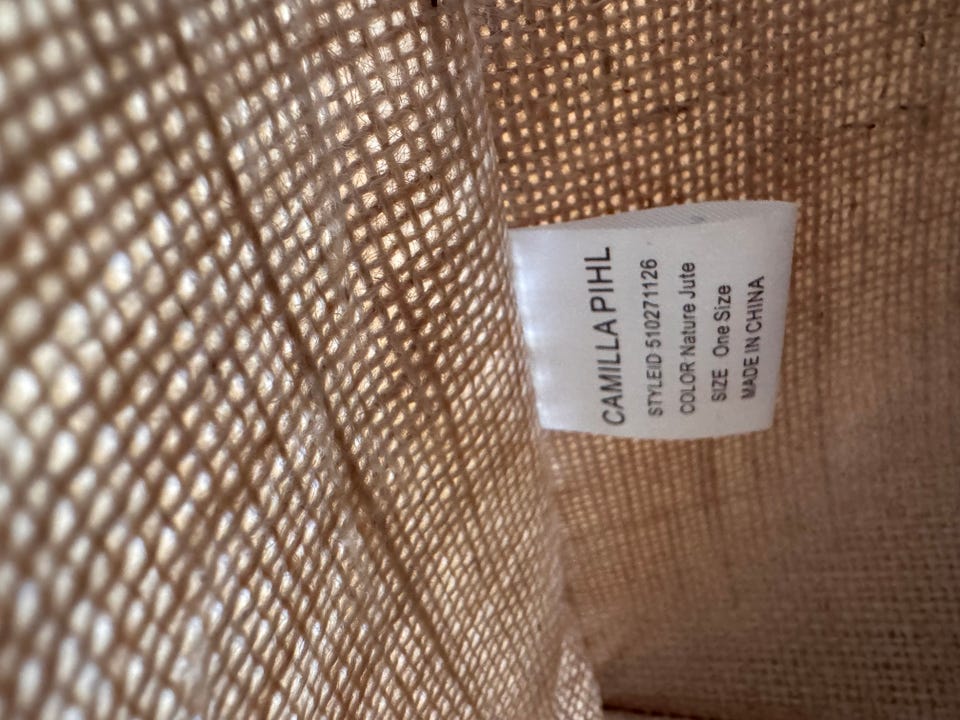 CAMILLA PIHL
STYLEID 510271126
COLOR Nature Jute
SIZE One Size
MADE IN CHINA